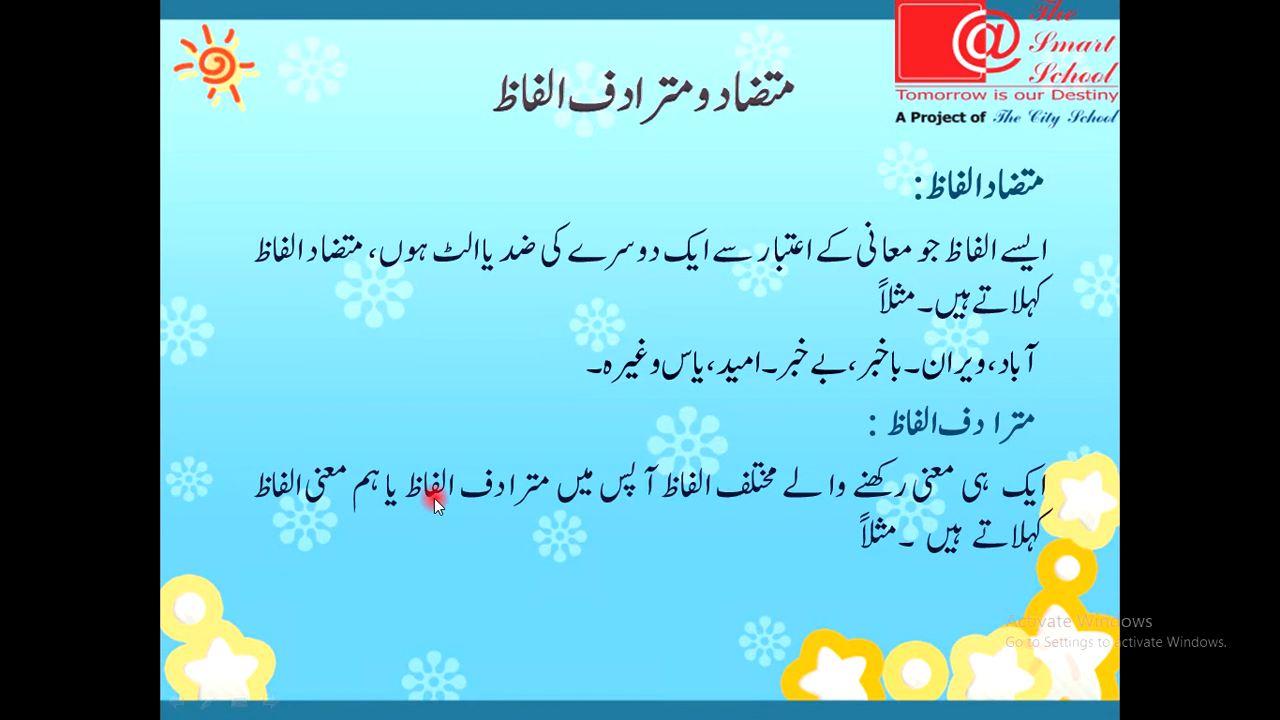 The
Smart
School
Tomorrow is our Destiny
A Project of The City School
متضاد و مترادف الفاظ
متضاد الفاظ :
ایسے الفاظ جو معانی کے اعتبار سے ایک دوسرے کی ضد یا الٹ ہوں، متضاد الفاظ
کہلاتے ہیں۔ مثلاً
آباد، ویران۔ باخبر، بے خبر۔ امید، یاس وغیرہ۔
مترادف الفاظ :
ایک ہی معنی رکھنے والے مختلف الفاظ آپس میں مترادف الفاظ یا ہم معنی الفاظ
کہلاتے ہیں ۔ مثلاً
Activate Windows
Go to Settings to activate Windows.